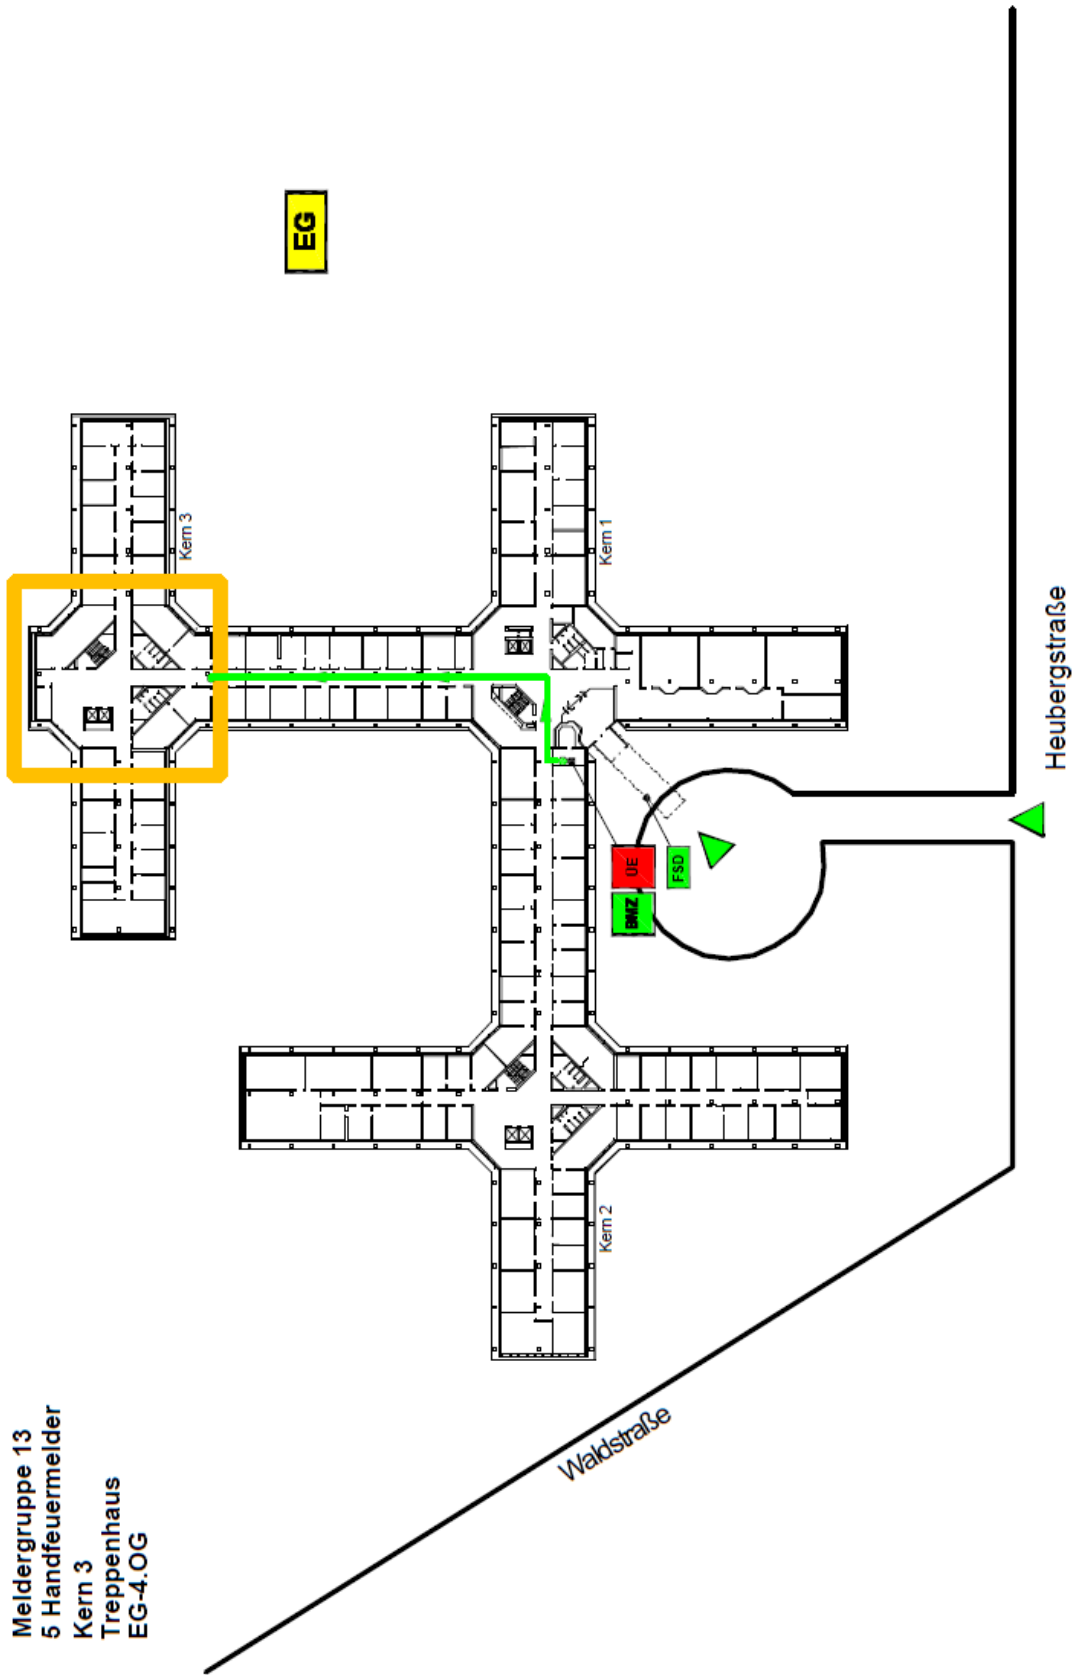 Meldergruppe 13
5 Handfeuermelder
Kern 3
Treppenhaus
EG-4.OG
EG
Kern 3
Kern 1
Kern 2
BMZ
ÜE
FSD
Waldstraße
Heubergstraße